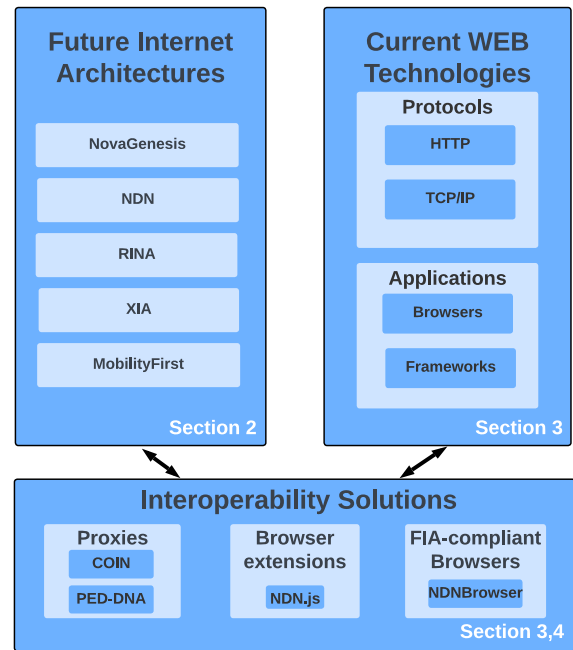 Future Internet
Architectures
NovaGenesis
NDN
RINA
XIA
MobilityFirst
Section 2
Current WEB
Technologies
Protocols
HTTP
TCP/IP
Applications
Browsers
Frameworks
Section 3
Interoperability Solutions
Proxies
COIN
PED-DNA
Browser
extensions
NDN.js
FIA-compliant
Browsers
NDNBrowser
Section 3,4